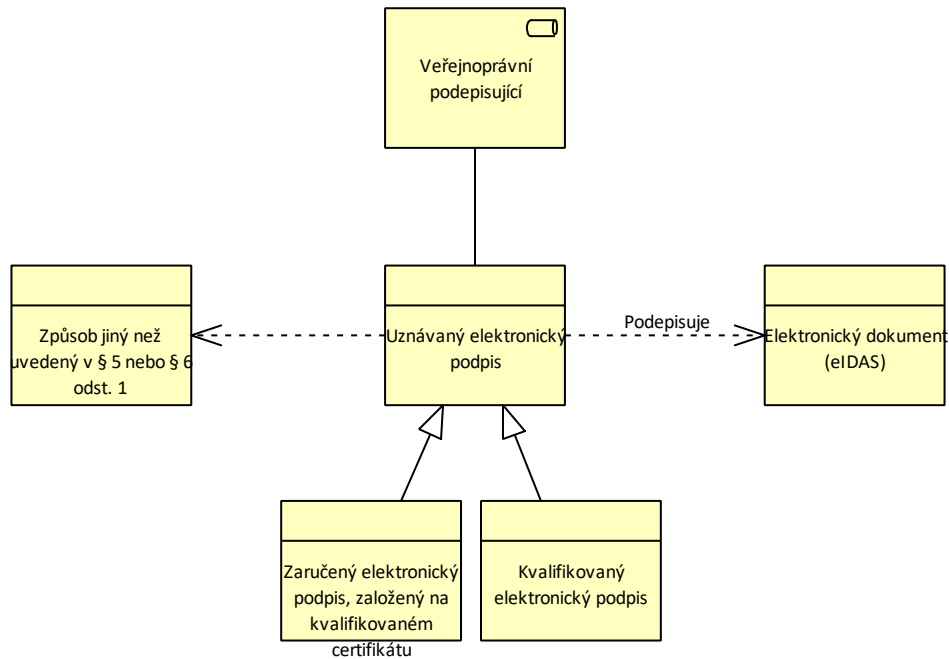 Veřejnoprávní
podepisující
Způsob jiný než
uvedený v § 5 nebo § 6
odst. 1
Uznávaný elektronický
podpis
Podepisuje
Elektronický dokument
(eIDAS)
Zaručený elektronický
podpis, založený na
kvalifikovaném
certifikátu
Kvalifikovaný
elektronický podpis